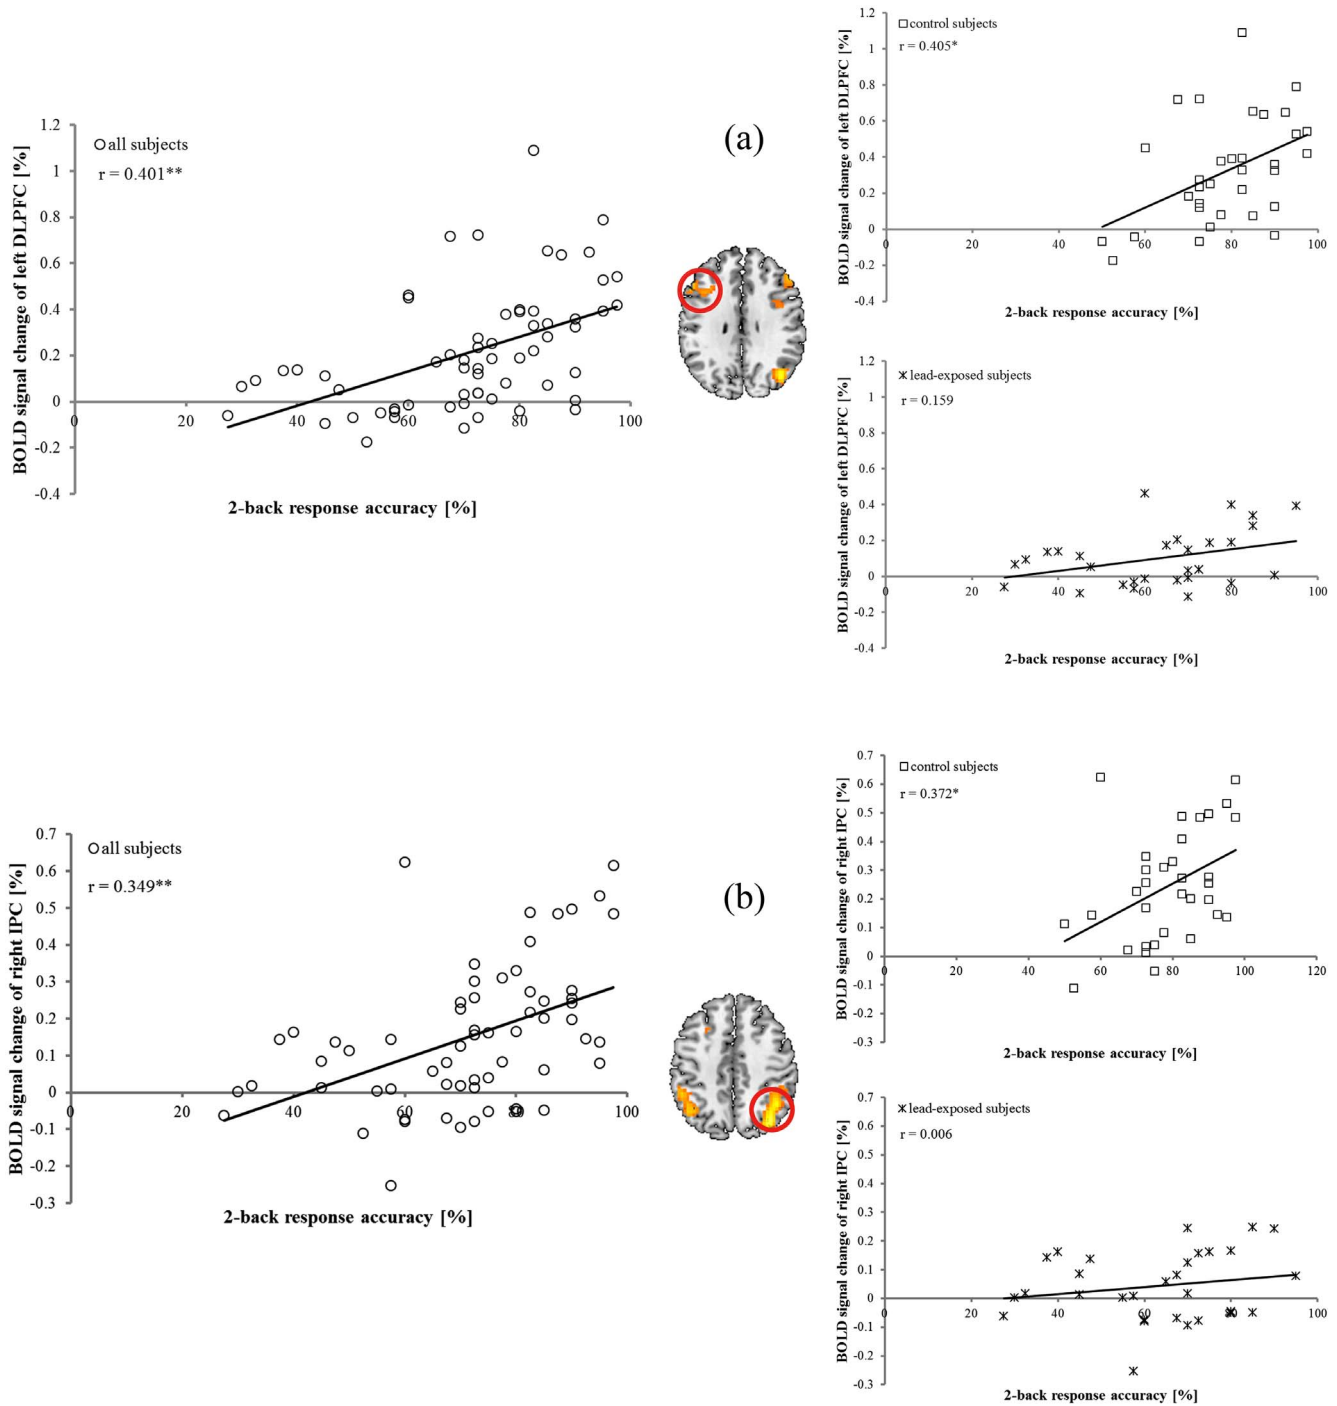 (a)
BOLD signal change of left DLPFC [%]
all subjects
r = 0.401**
1.2
1
0.8
0.6
0.4
0.2
0
-0.2
-0.4
0 20 40 60 80 100
2-back response accuracy [%]
BOLD signal change of left DLPFC [%]
control subjects
r = 0.405*
1.2
1
0.8
0.6
0.4
0.2
0
-0.2
-0.4
0 20 40 60 80 100
2-back response accuracy [%]
BOLD signal change of left DLPFC [%]
lead-exposed subjects
r = 0.159
1.2
1
0.8
0.6
0.4
0.2
0
-0.2
-0.4
0 20 40 60 80 100
2-back response accuracy [%]
(b)
BOLD signal change of right IPC [%]
all subjects
r = 0.349**
0.7
0.6
0.5
0.4
0.3
0.2
0.1
0
-0.1
-0.2
-0.3
0 20 40 60 80 100
2-back response accuracy [%]
BOLD signal change of right IPC [%]
control subjects
r = 0.372*
0.7
0.6
0.5
0.4
0.3
0.2
0.1
0
-0.1
-0.2
-0.3
0 20 40 60 80 100 120
2-back response accuracy [%]
BOLD signal change of right IPC [%]
lead-exposed subjects
r = 0.006
0.7
0.6
0.5
0.4
0.3
0.2
0.1
0
-0.1
-0.2
-0.3
0 20 40 60 80 100
2-back response accuracy [%]